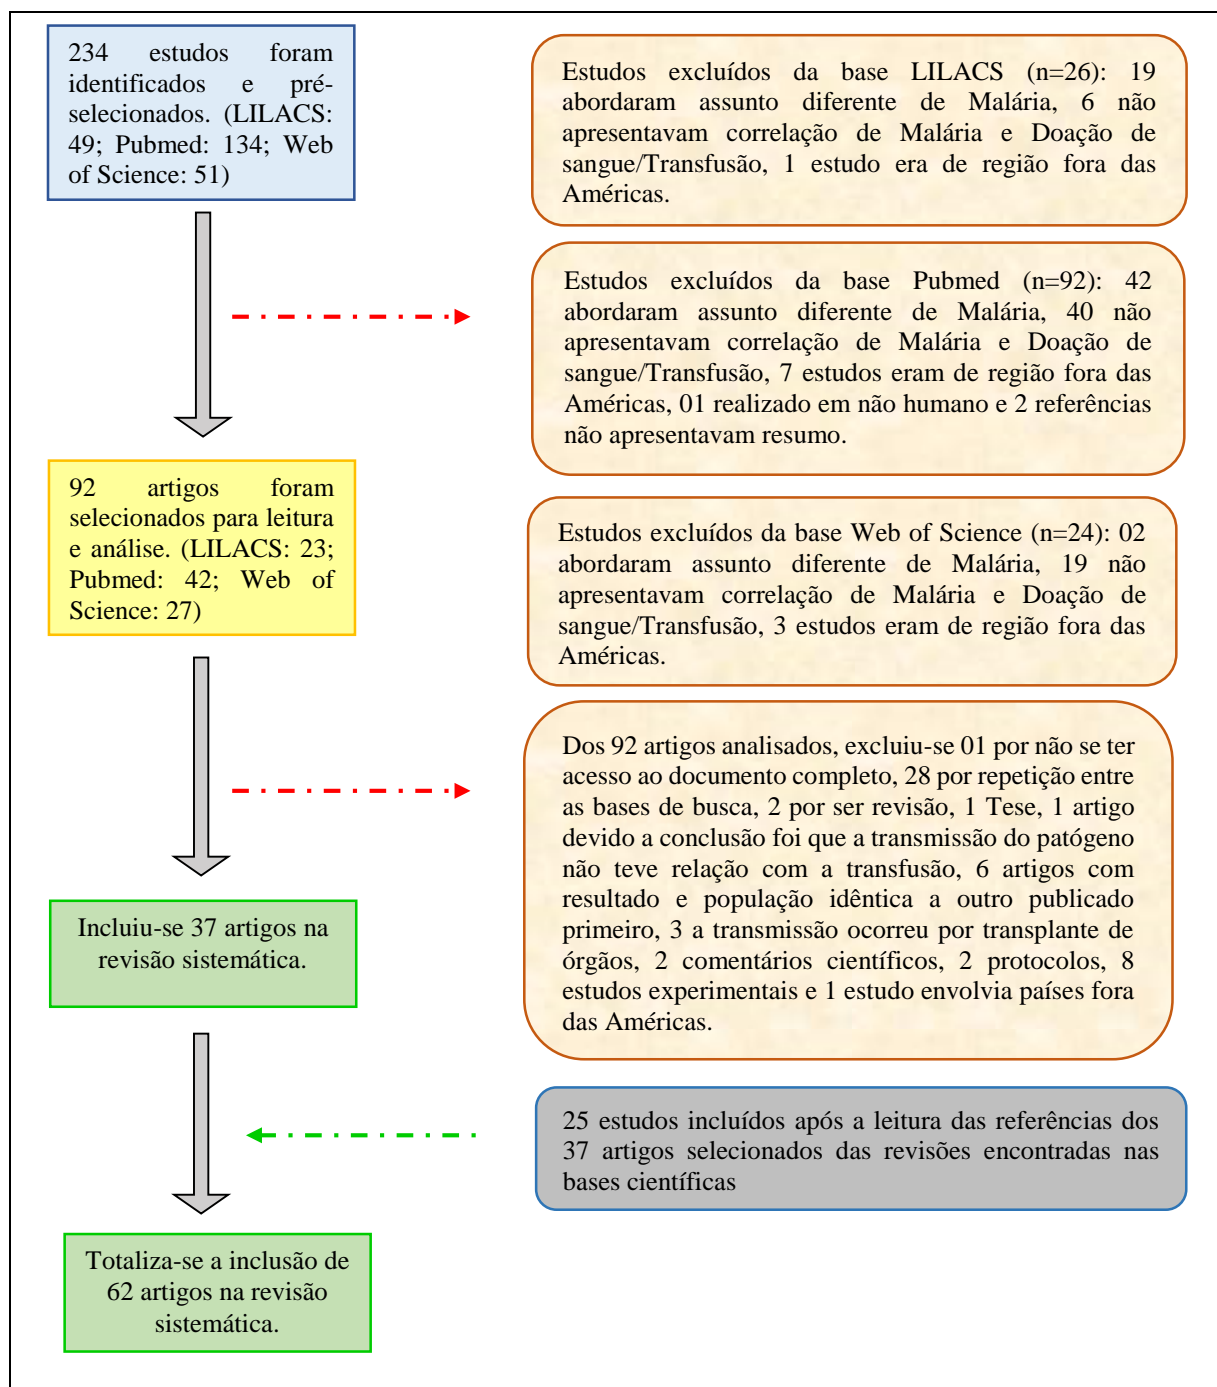 234 estudos foram
identificados e pré-
selecionados. (LILACS:
49; Pubmed: 134; Web
of Science: 51)
Estudos excluídos da base LILACS (n=26): 19
abordaram assunto diferente de Malária, 6 não
apresentavam correlação de Malária e Doação de
sangue/Transfusão, 1 estudo era de região fora das
Américas.
Estudos excluídos da base Pubmed (n=92): 42
abordaram assunto diferente de Malária, 40 não
apresentavam correlação de Malária e Doação de
sangue/Transfusão, 7 estudos eram de região fora das
Américas, 01 realizado em não humano e 2 referências
não apresentavam resumo.
92 artigos foram
selecionados para leitura
e análise. (LILACS: 23;
Pubmed: 42; Web of
Science: 27)
Estudos excluídos da base Web of Science (n=24): 02
abordaram assunto diferente de Malária, 19 não
apresentavam correlação de Malária e Doação de
sangue/Transfusão, 3 estudos eram de região fora das
Américas.
Dos 92 artigos analisados, excluiu-se 01 por não se ter
acesso ao documento completo, 28 por repetição entre
as bases de busca, 2 por ser revisão, 1 Tese, 1 artigo
devido a conclusão foi que a transmissão do patógeno
não teve relação com a transfusão, 6 artigos com
resultado e população idêntica a outro publicado
primeiro, 3 a transmissão ocorreu por transplante de
órgãos, 2 comentários científicos, 2 protocolos, 8
estudos experimentais e 1 estudo envolvia países fora
das Américas.
Incluiu-se 37 artigos na
revisão sistemática.
25 estudos incluídos após a leitura das referências dos
37 artigos selecionados das revisões encontradas nas
bases científicas
Totaliza-se a inclusão de
62 artigos na revisão
sistemática.